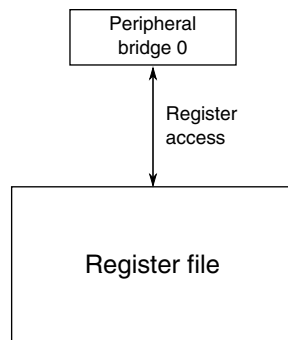 Peripheral
bridge 0
Register
access
Register file